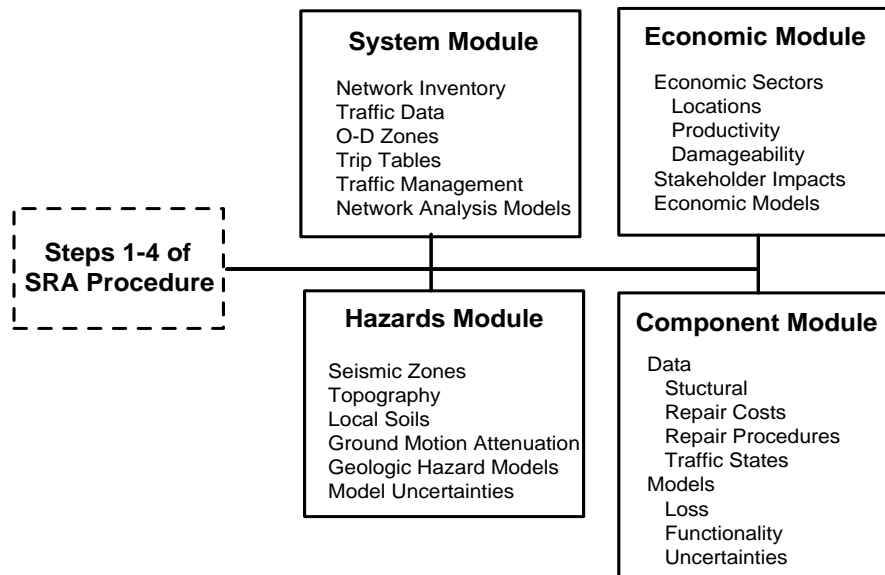 System Module
Network Inventory
Traffic Data
O-D Zones
Trip Tables
Traffic Management
Network Analysis Models
Economic Module
Economic Sectors
Locations
Productivity
Damageability
Stakeholder Impacts
Economic Models
Steps 1-4 of
SRA Procedure
Hazards Module
Seismic Zones
Topography
Local Soils
Ground Motion Attenuation
Geologic Hazard Models
Model Uncertainties
Component Module
Data
Stuctural
Repair Costs
Repair Procedures
Traffic States
Models
Loss
Functionality
Uncertainties